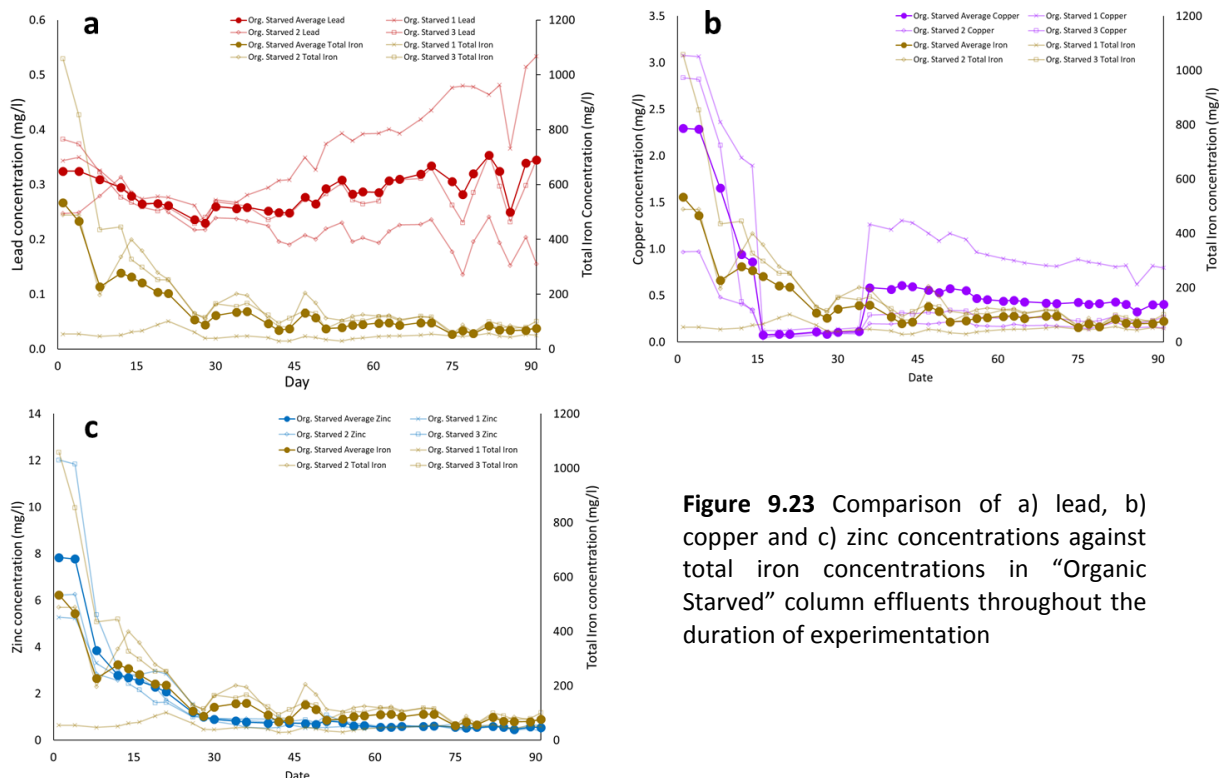 a
Org. Starved Average Lead
Org. Starved 1 Lead
Org. Starved 2 Lead
Org. Starved 3 Lead
Org. Starved Average Total Iron
Org. Starved 1 Total Iron
Org. Starved 2 Total Iron
Org. Starved 3 Total Iron
Lead concentration (mg/l)
0.6
0.5
0.4
0.3
0.2
0.1
0.0
Total Iron concentration (mg/l)
1200
1000
800
600
400
200
0
0 15 30 45 60 75 90
Day
b
Org. Starved Average Copper
Org. Starved 1 Copper
Org. Starved 2 Copper
Org. Starved 3 Copper
Org. Starved Average Iron
Org. Starved 1 Total Iron
Org. Starved 2 Total Iron
Org. Starved 3 Total Iron
Copper concentration (mg/l)
3.5
3.0
2.5
2.0
1.5
1.0
0.5
0.0
Total Iron concentration (mg/l)
1200
1000
800
600
400
200
0
0 15 30 45 60 75 90
Date
c
Org. Starved Average Zinc
Org. Starved 1 Zinc
Org. Starved 2 Zinc
Org. Starved 3 Zinc
Org. Starved Average Iron
Org. Starved 1 Total Iron
Org. Starved 2 Total Iron
Org. Starved 3 Total Iron
Zinc concentration (mg/l)
14
12
10
8
6
4
2
0
Total Iron concentration (mg/l)
1200
1000
800
600
400
200
0
0 15 30 45 60 75 90
Date
Figure 9.23 Comparison of a) lead, b)
copper and c) zinc concentrations against
total iron concentrations in “Organic
Starved” column effluents throughout the
duration of experimentation